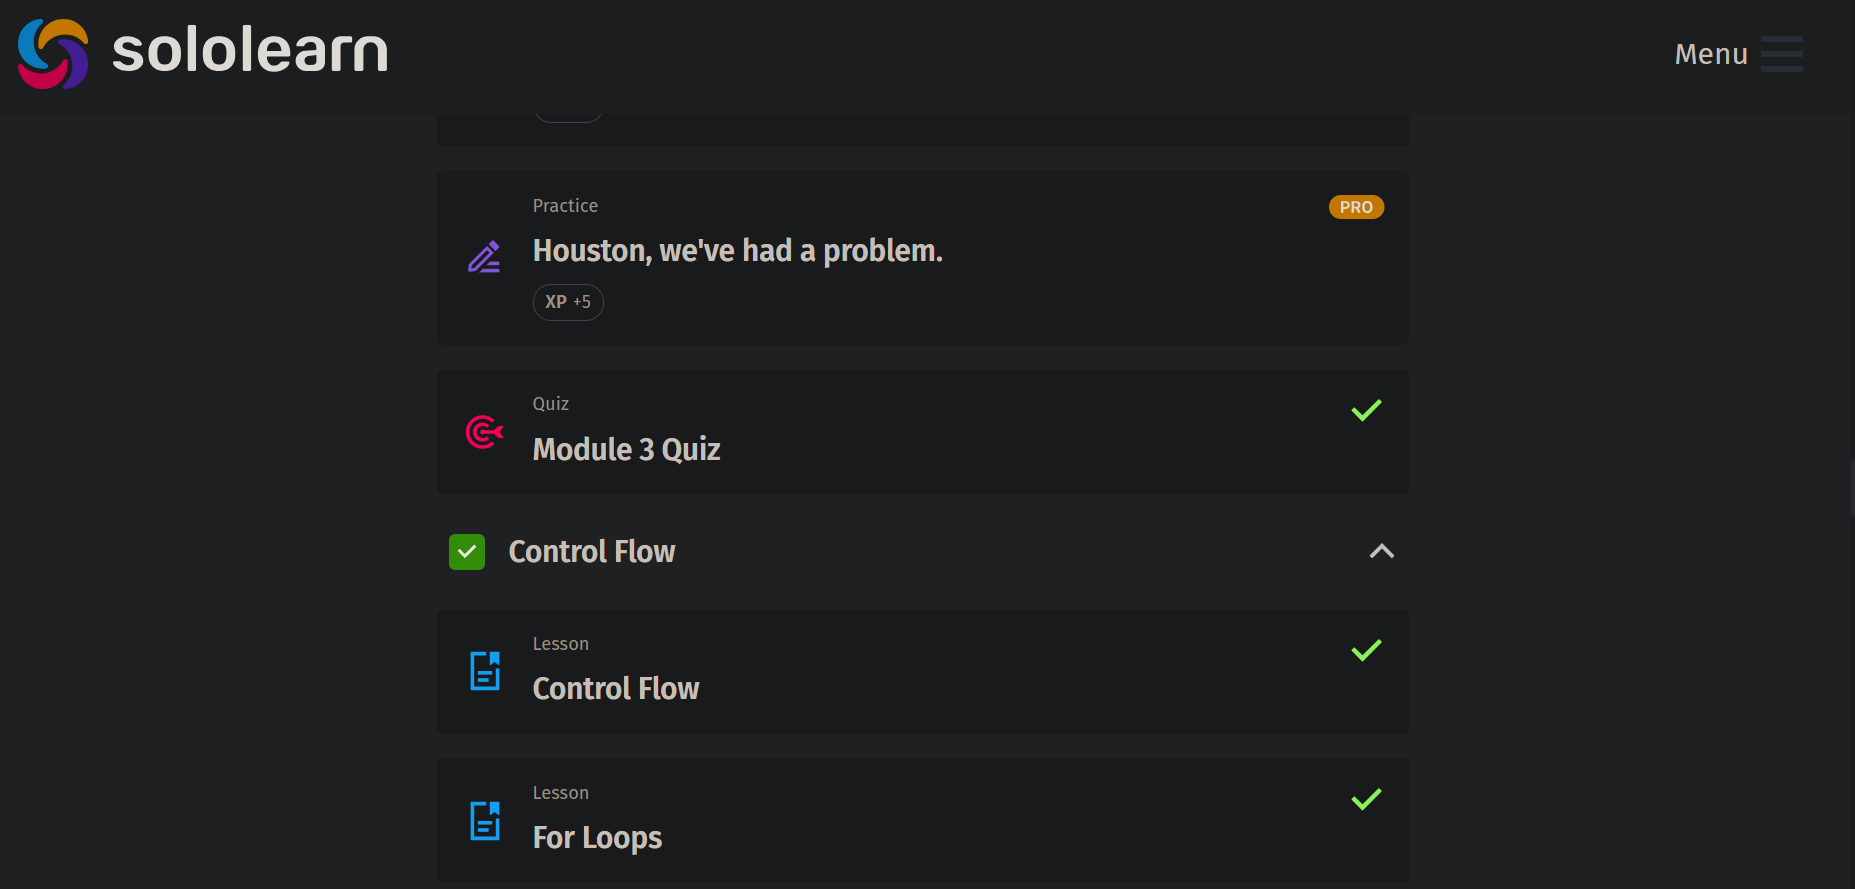 sololearn
Menu
Practice
PRO
Houston, we've had a problem.
XP +5
Quiz
Module 3 Quiz
Control Flow
Lesson
Control Flow
Lesson
For Loops